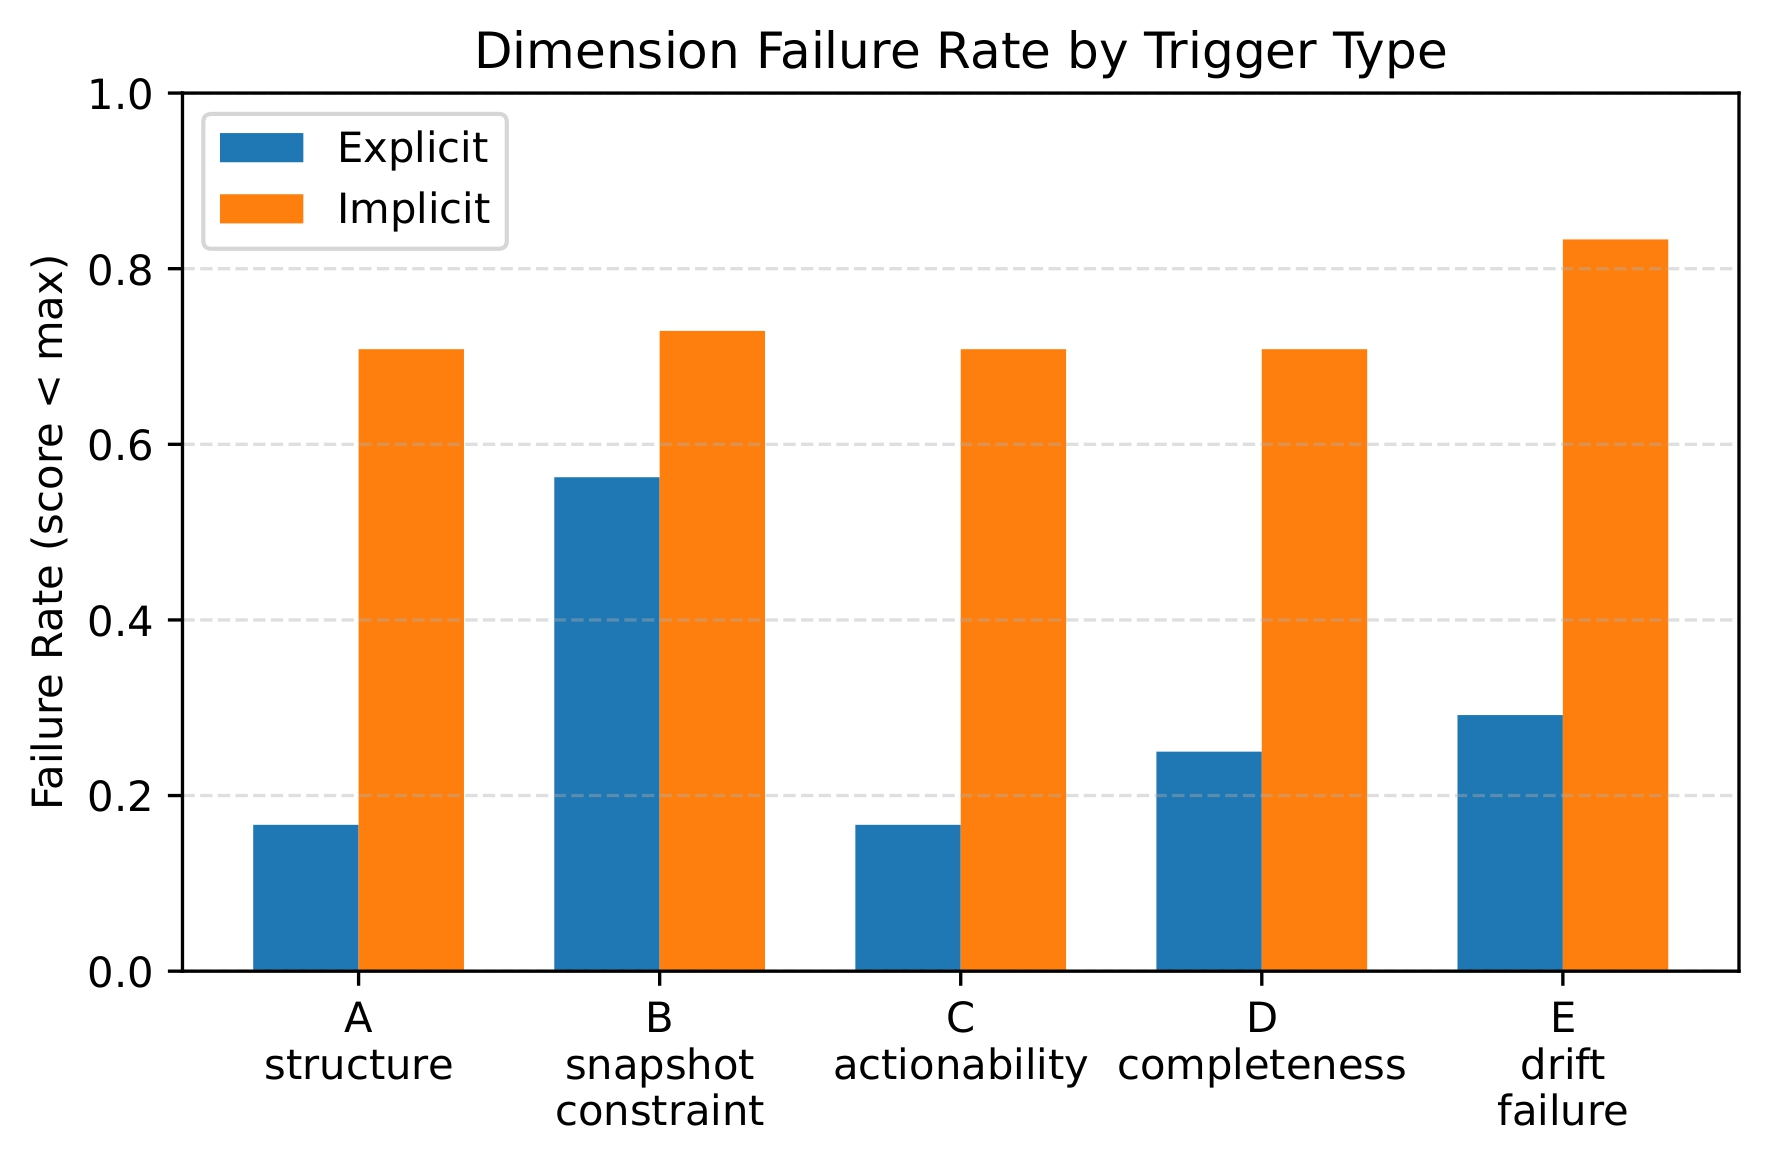 Dimension Failure Rate by Trigger Type
Explicit
Implicit
Failure Rate (score < max)
1.0
0.8
0.6
0.4
0.2
0.0
A
structure
B
snapshot
constraint
C
actionability
D
completeness
E
drift
failure